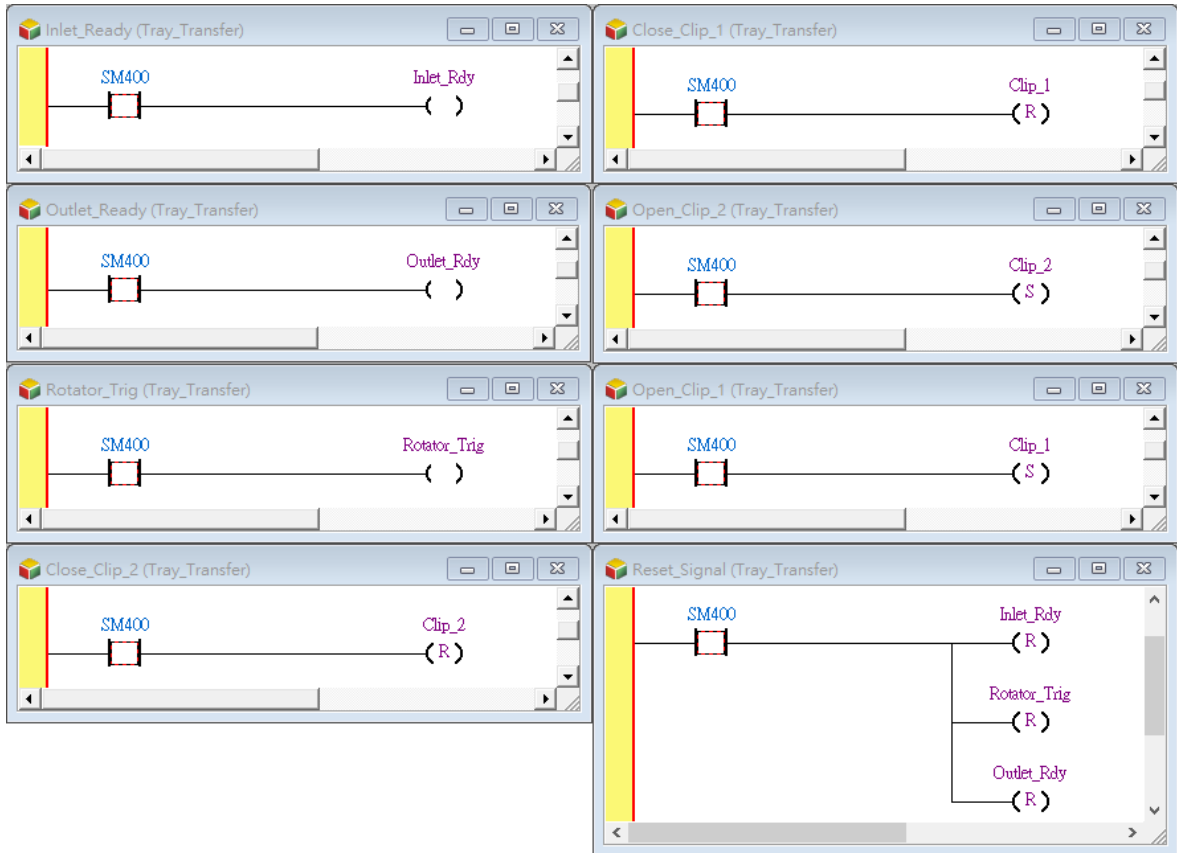 Inlet_Ready (Tray_Transfer)
SM400
Inlet_Rdy
Close_Clip_1 (Tray_Transfer)
SM400
Clip_1
R
Outlet_Ready (Tray_Transfer)
SM400
Outlet_Rdy
Open_Clip_2 (Tray_Transfer)
SM400
Clip_2
S
Rotator_Trig (Tray_Transfer)
SM400
Rotator_Trig
Open_Clip_1 (Tray_Transfer)
SM400
Clip_1
S
Close_Clip_2 (Tray_Transfer)
SM400
Clip_2
R
Reset_Signal (Tray_Transfer)
SM400
Inlet_Rdy
R
Rotator_Trig
R
Outlet_Rdy
R